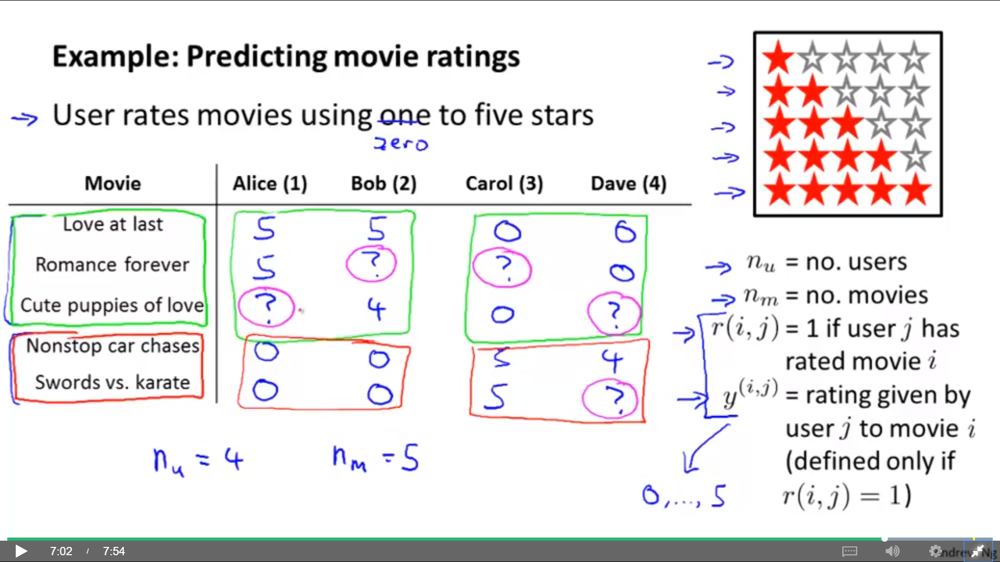 Example: Predicting movie ratings
User rates movies using one to five stars
zero
Movie Alice (1) Bob (2) Carol (3) Dave (4)
Love at last 5 5 0 0
Romance forever 5 ? ? 0
Cute puppies of love ? 4 0 ?
Nonstop car chases 0 0 5 4
Swords vs. karate 0 0 5 ?
n_u = 4 n_m = 5
→ n_u = no. users
→ n_m = no. movies
→ r(i, j) = 1 if user j has
rated movie i
→ y^(i,j) = rating given by
user j to movie i
(defined only if
r(i, j) = 1)
0, ..., 5
7:02 / 7:54
Ng